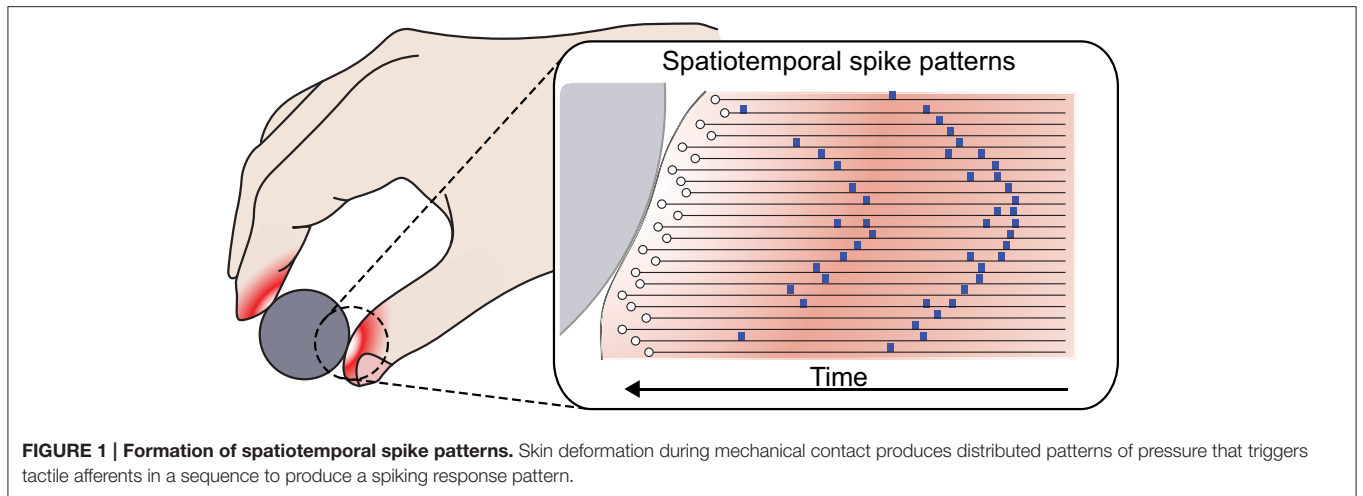 Spatiotemporal spike patterns
Time
FIGURE 1 | Formation of spatiotemporal spike patterns. Skin deformation during mechanical contact produces distributed patterns of pressure that triggers
tactile afferents in a sequence to produce a spiking response pattern.